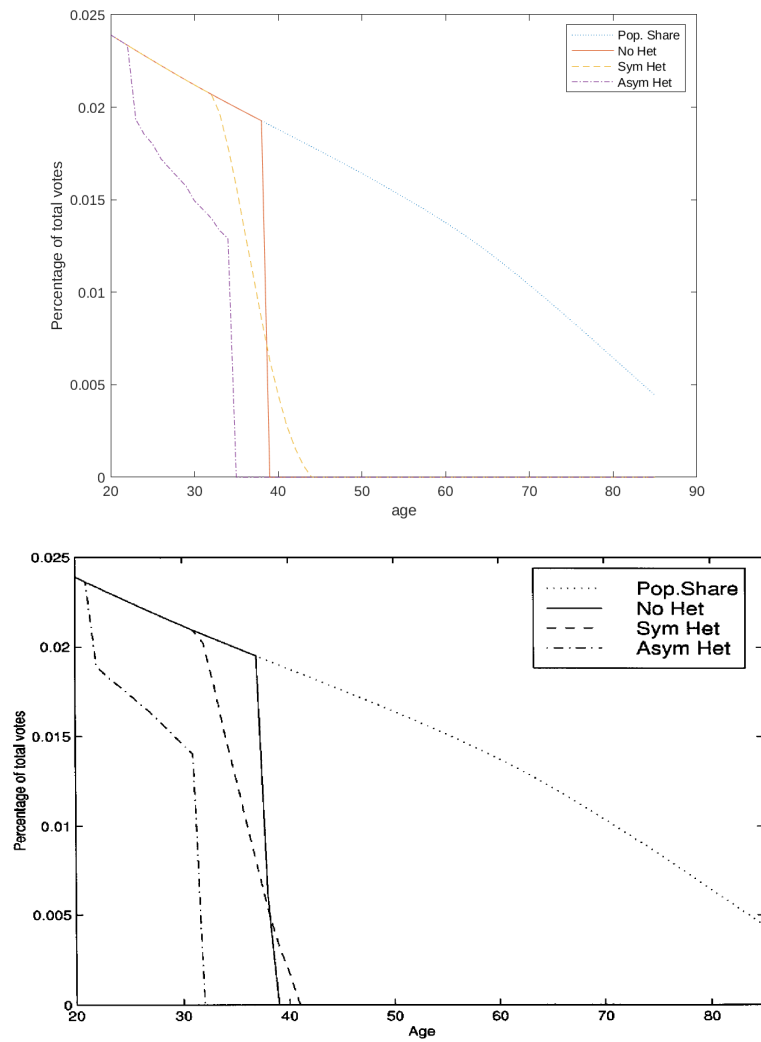 0.025
0.02
0.015
0.01
0.005
0
20 30 40 50 60 70 80 90
age
Percentage of total votes
Pop. Share
No Het
Sym Het
Asym Het
0.025
0.02
0.015
0.01
0.005
0
20 30 40 50 60 70 80
Age
Percentage of total votes
Pop.Share
No Het
Sym Het
Asym Het